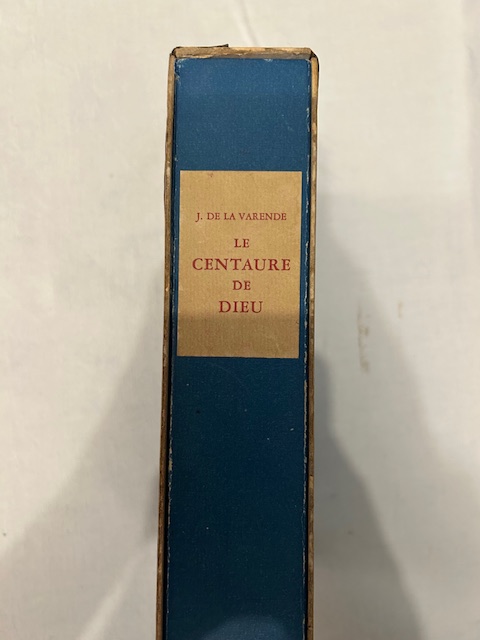 J. DE LA VARENDE
LE
CENTAURE
DE
DIEU